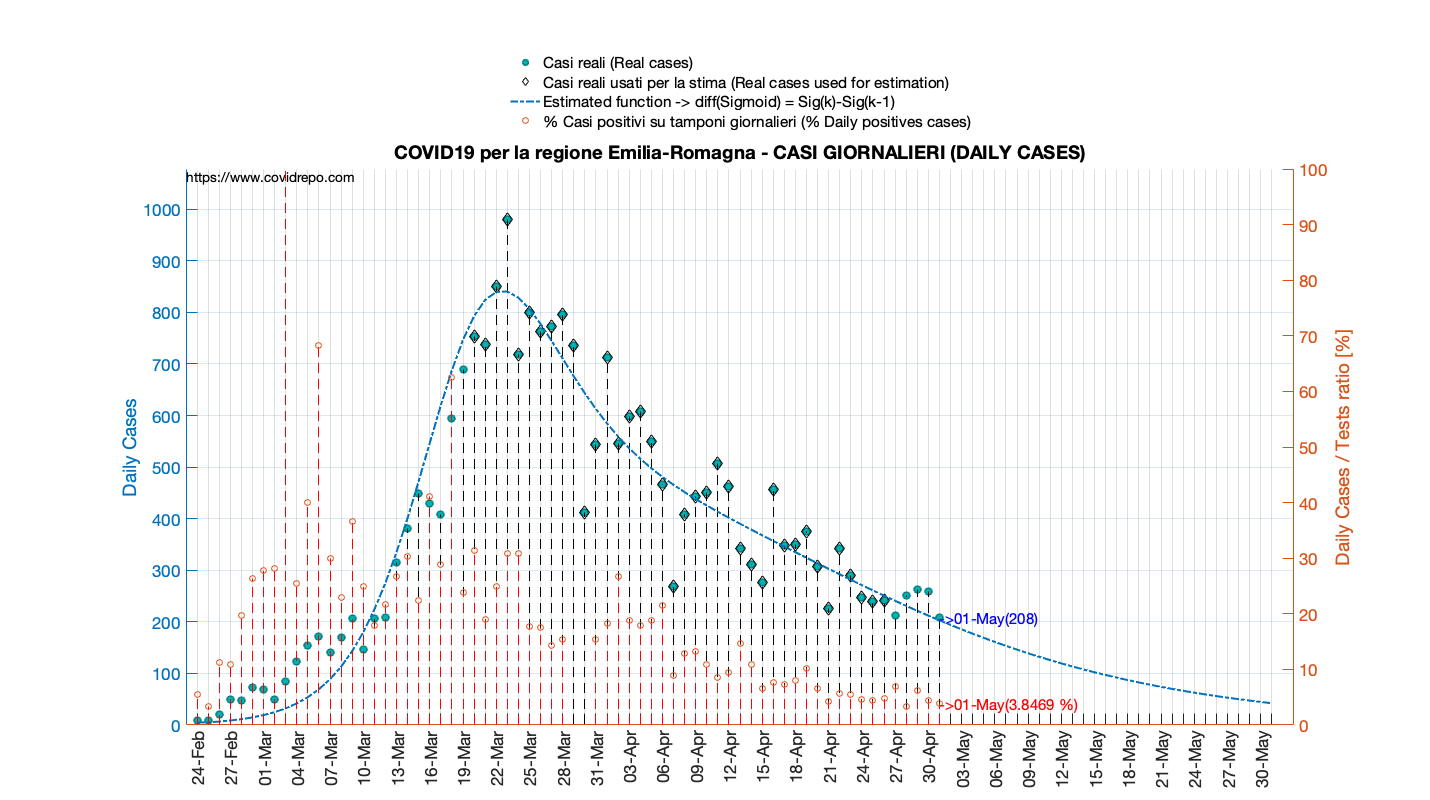 Casi reali (Real cases)
Casi reali usati per la stima (Real cases used for estimation)
Estimated function -> diff(Sigmoid) = Sig(k)-Sig(k-1)
% Casi positivi su tamponi giornalieri (% Daily positives cases)
COVID19 per la regione Emilia-Romagna - CASI GIORNALIERI (DAILY CASES)
https://www.covidrepo.com
1000
900
800
700
600
500
400
300
200
100
0
Daily Cases
100
90
80
70
60
50
40
30
20
10
0
Daily Cases / Tests ratio [%]
->01-May(208)
->01-May(3.8469 %)
24-Feb
27-Feb
01-Mar
04-Mar
07-Mar
10-Mar
13-Mar
16-Mar
19-Mar
22-Mar
25-Mar
28-Mar
31-Mar
03-Apr
06-Apr
09-Apr
12-Apr
15-Apr
18-Apr
21-Apr
24-Apr
27-Apr
30-Apr
03-May
06-May
09-May
12-May
15-May
18-May
21-May
24-May
27-May
30-May